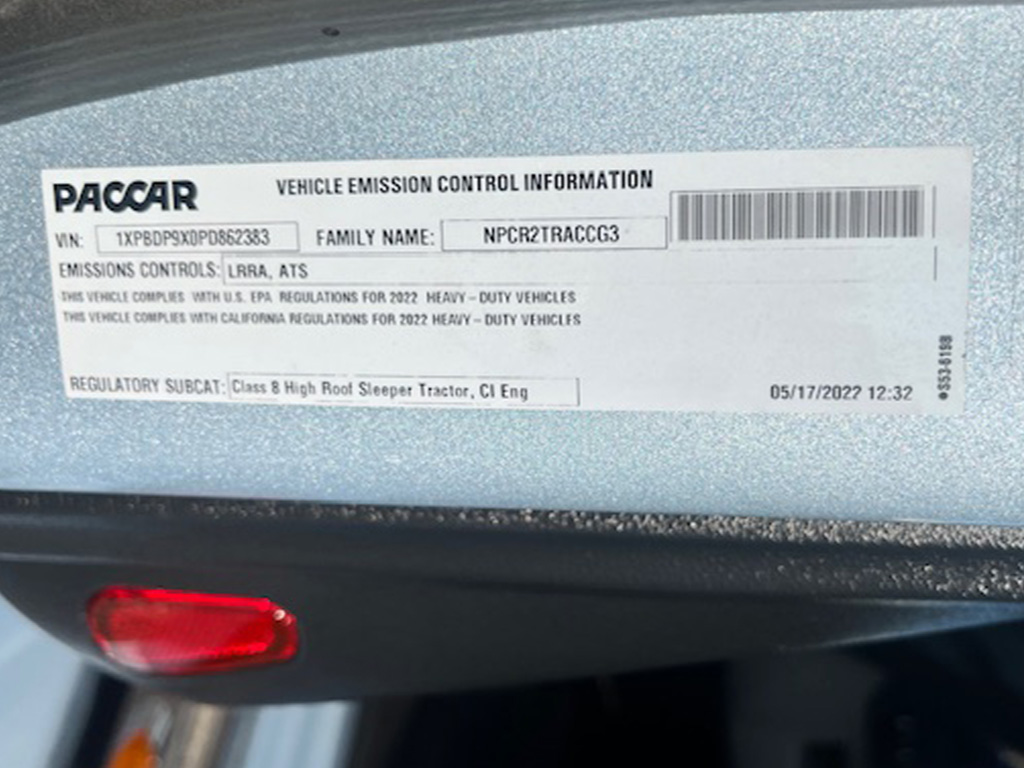 PACCAR
VEHICLE EMISSION CONTROL INFORMATION
VIN: 1XPBDP9X0PD862383 FAMILY NAME: NPCR2TRACCG3
EMISSIONS CONTROLS: LRRA, ATS
THIS VEHICLE COMPLIES WITH U.S. EPA REGULATIONS FOR 2022 HEAVY - DUTY VEHICLES
THIS VEHICLE COMPLIES WITH CALIFORNIA REGULATIONS FOR 2022 HEAVY - DUTY VEHICLES
REGULATORY SUBCAT: Class 8 High Roof Sleeper Tractor, CI Eng
05/17/2022 12:32
S53-6198